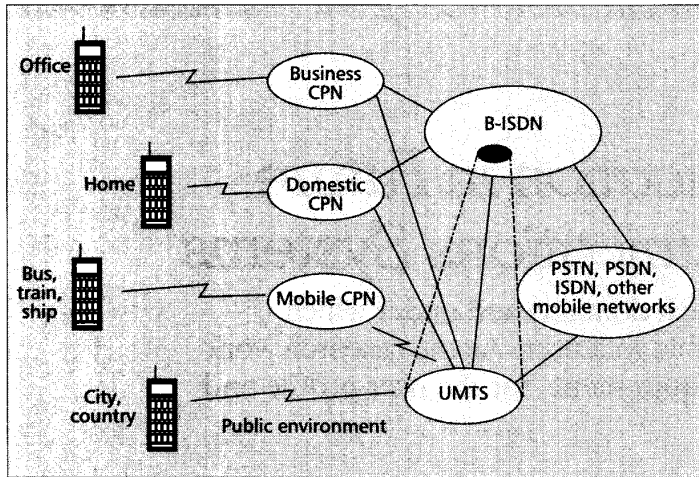 Office
Business
CPN
B-ISDN
Home
Domestic
CPN
Bus,
train,
ship
Mobile CPN
PSTN, PSDN,
ISDN, other
mobile networks
City,
country
Public environment
UMTS